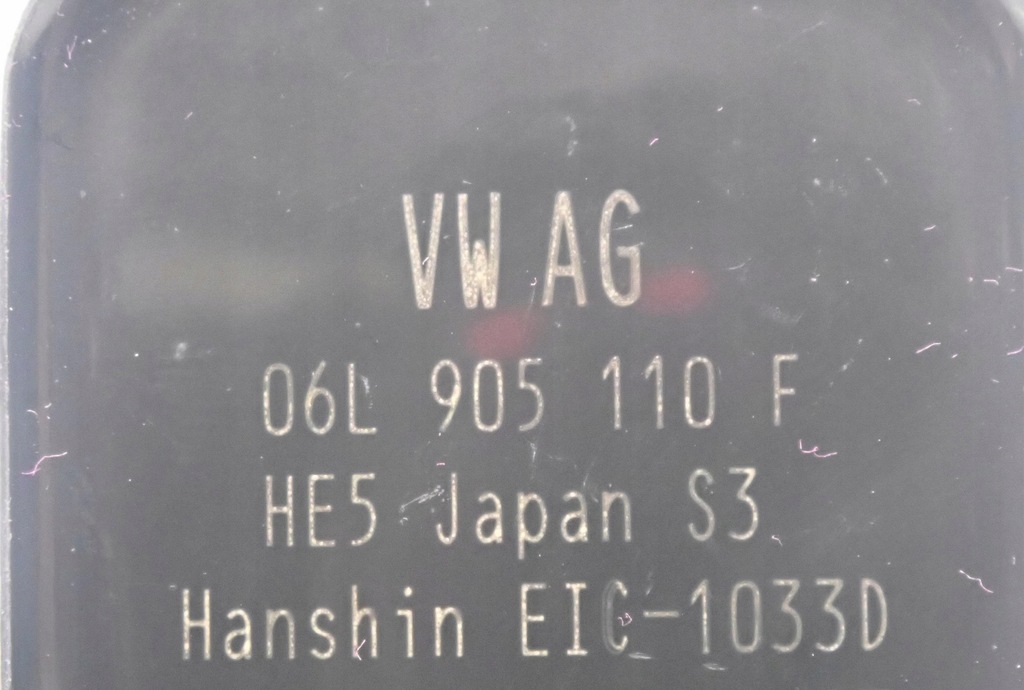 VW AG
06L 905 110 F
HE5 Japan S3
Hanshin EIC-1033D